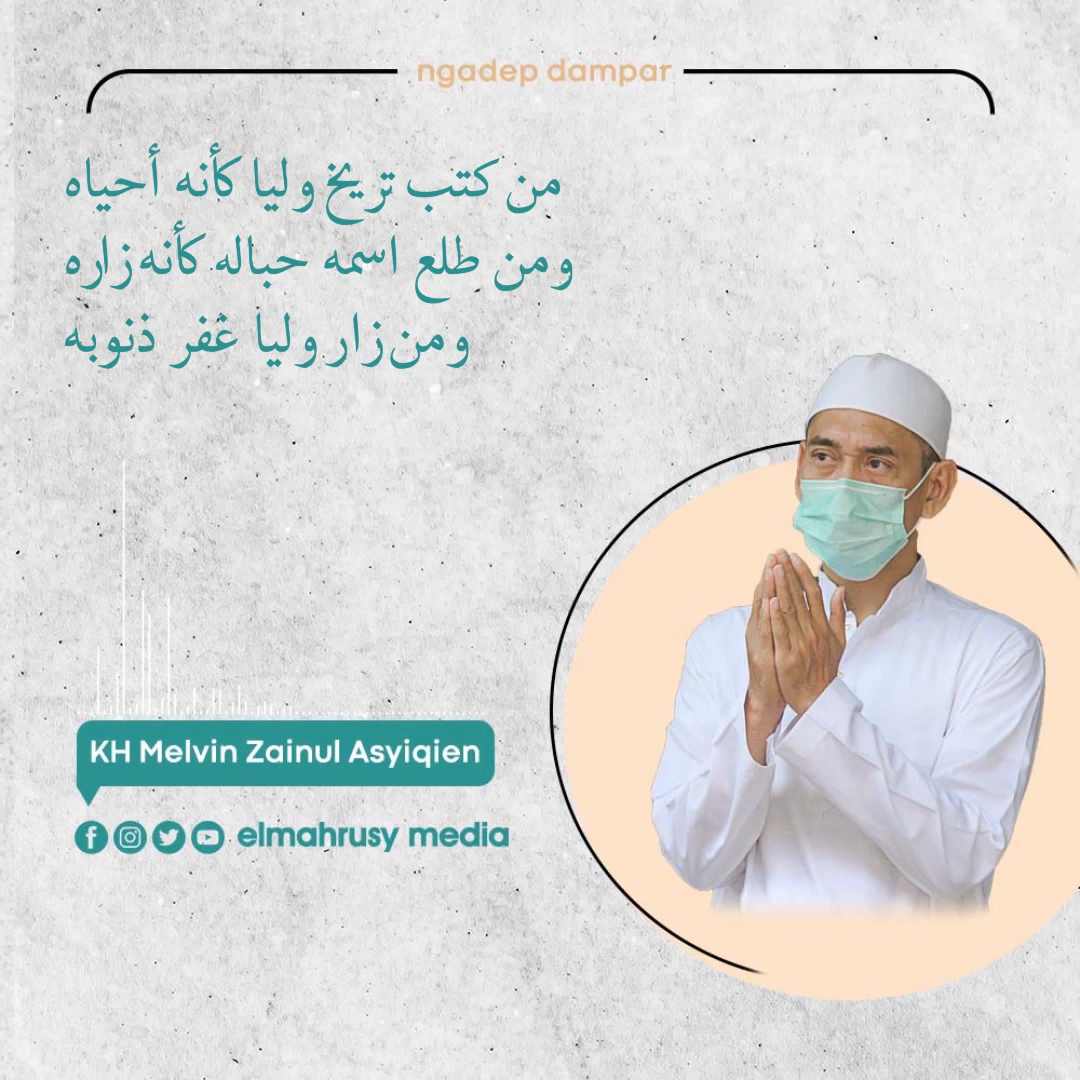 ngadep dampar
من كتب تريخ وليا كأنه أحياه
ومن طلع اسمه حباله كأنه زاره
ومن زار وليا غفر ذنوبه
KH Melvin Zainul Asyiqien
elmahrusy media